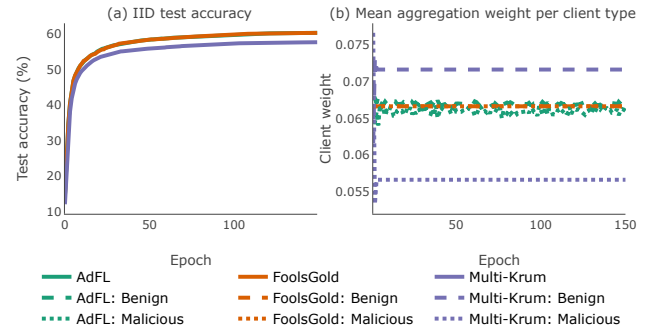 (a) IID test accuracy
(b) Mean aggregation weight per client type
Test accuracy (%)
60
50
40
30
20
10
0
50
100
Epoch
Client weight
0.075
0.07
0.065
0.06
0.055
50
100
150
Epoch
AdFL
FoolsGold
Multi-Krum
AdFL: Benign
FoolsGold: Benign
Multi-Krum: Benign
AdFL: Malicious
FoolsGold: Malicious
Multi-Krum: Malicious